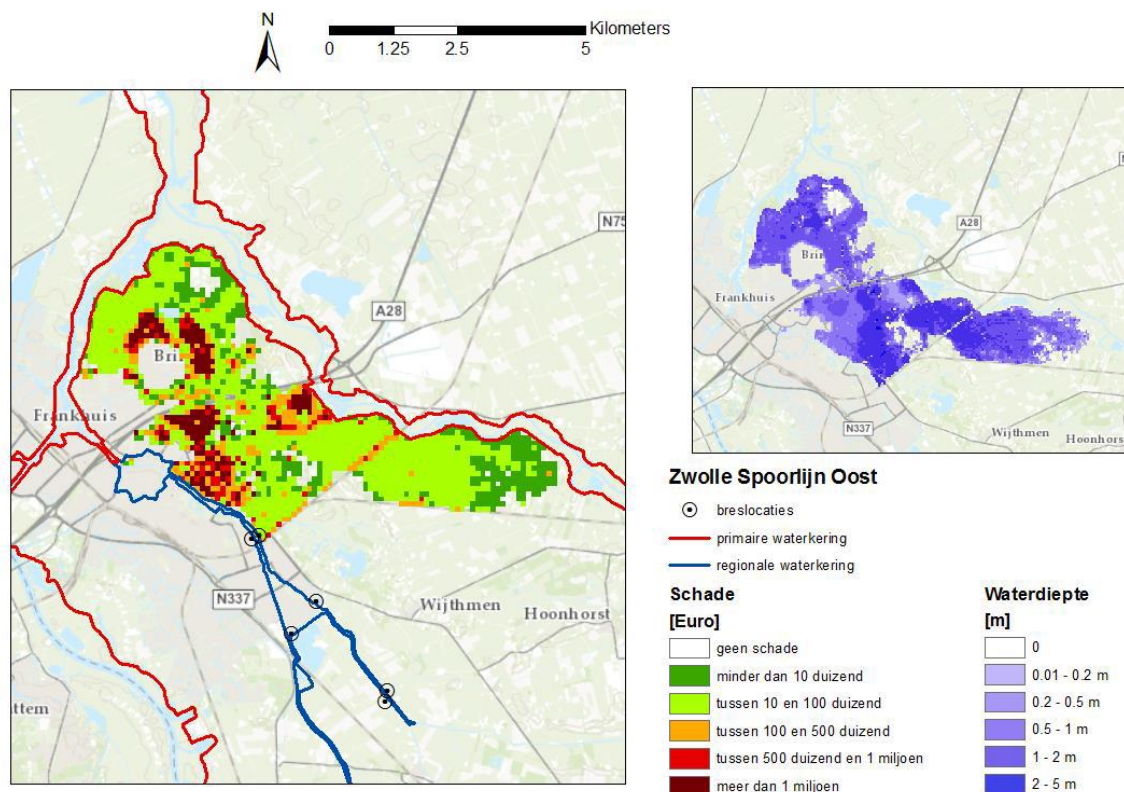 N
Kilometers
0 1.25 2.5 5
N75
A28
Brin
Frankhuis
N337
Wijthmen
Hoonhorst
ttem
N
A28
Brin
Frankhuis
N337
Wijthmen
Hoonhorst
Zwolle Spoorlijn Oost
breslocaties
primaire waterkering
regionale waterkering
Schade
[Euro]
geen schade
minder dan 10 duizend
tussen 10 en 100 duizend
tussen 100 en 500 duizend
tussen 500 duizend en 1 miljoen
meer dan 1 miljoen
Waterdiepte
[m]
0
0.01 - 0.2 m
0.2 - 0.5 m
0.5 - 1 m
1 - 2 m
2 - 5 m